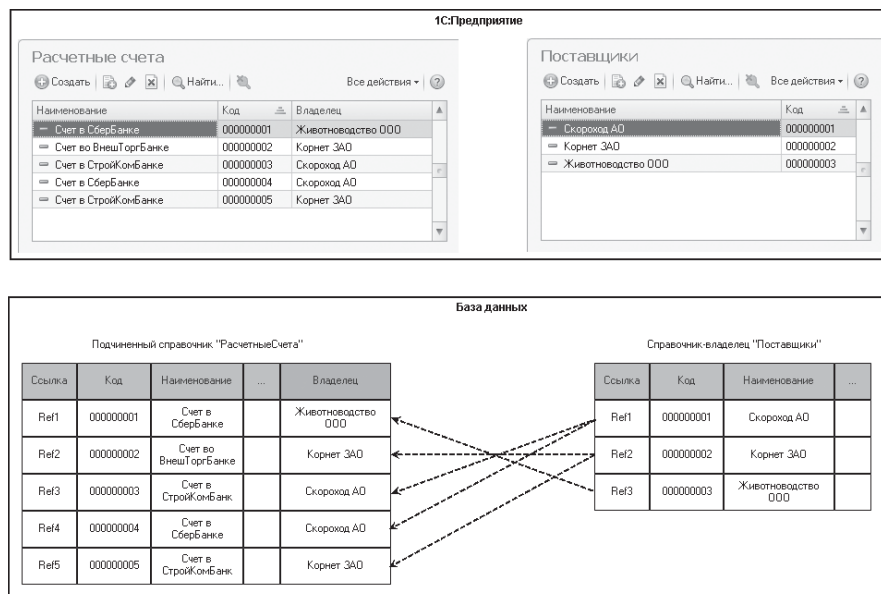 1С:Предприятие
Расчетные счета
Создать Найти... Все действия
Наименование Код Владелец
Счет в СберБанке 000000001 Животноводство ООО
Счет во ВнешТоргБанке 000000002 Корнет ЗАО
Счет в СтройКомБанке 000000003 Скороход АО
Счет в СберБанке 000000004 Скороход АО
Счет в СтройКомБанке 000000005 Корнет ЗАО
Поставщики
Создать Найти... Все действия
Наименование Код
Скороход АО 000000001
Корнет ЗАО 000000002
Животноводство ООО 000000003
База данных
Подчиненный справочник "РасчетныеСчета"
Ссылка Код Наименование ... Владелец
Ref1 000000001 Счет в СберБанке Животноводство ООО
Ref2 000000002 Счет во ВнешТоргБанке Корнет ЗАО
Ref3 000000003 Счет в СтройКомБанк Скороход АО
Ref4 000000004 Счет в СберБанке Скороход АО
Ref5 000000005 Счет в СтройКомБанк Корнет ЗАО
Справочник-владелец "Поставщики"
Ссылка Код Наименование ...
Ref1 000000001 Скороход АО
Ref2 000000002 Корнет ЗАО
Ref3 000000003 Животноводство ООО